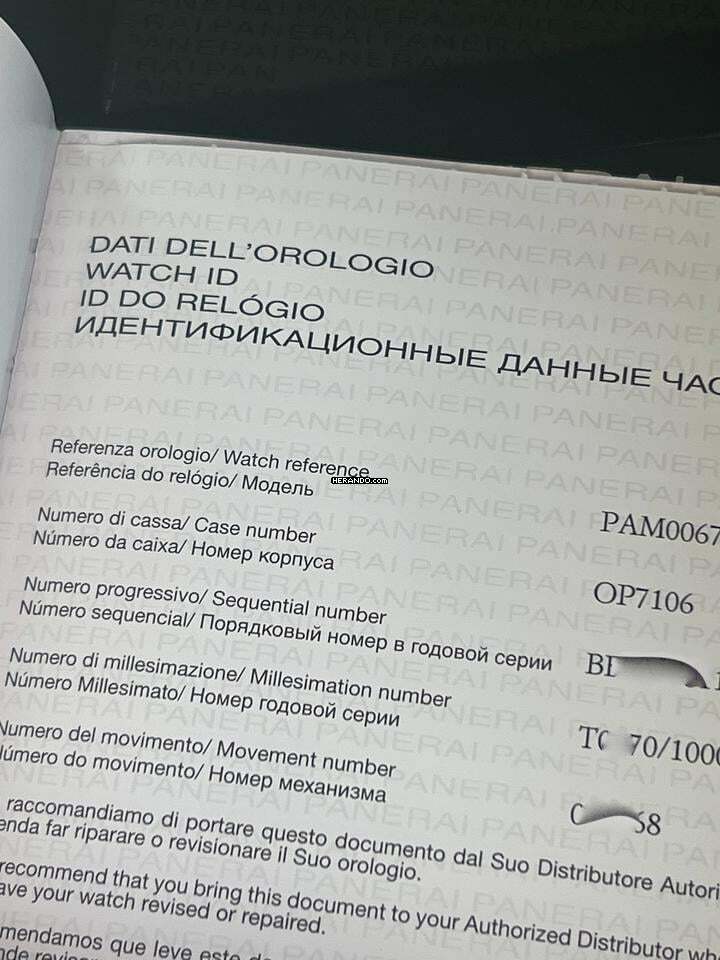 DATI DELL'OROLOGIO
WATCH ID
ID DO RELÓGIO
ИДЕНТИФИКАЦИОННЫЕ ДАННЫЕ ЧАС
Referenza orologio/ Watch reference
Referência do relógio/ Модель
PAM0067
HERANDO.com
Numero di cassa/ Case number
Número da caixa/ Номер корпуса
OP7106
Numero progressivo/ Sequential number
Número sequencial/ Порядковый номер в годовой серии
Numero di millesimazione/ Millesimation number
Número Millesimato/ Номер годовой серии
70/1000
Numero del movimento/ Movement number
Número do movimento/ Номер механизма
raccomandiamo di portare questo documento dal Suo Distributore Autori
enda far riparare o revisionare il Suo orologio.
recommend that you bring this document to your Authorized Distributor wh
ave your watch revised or repaired.
mendamos que leve este